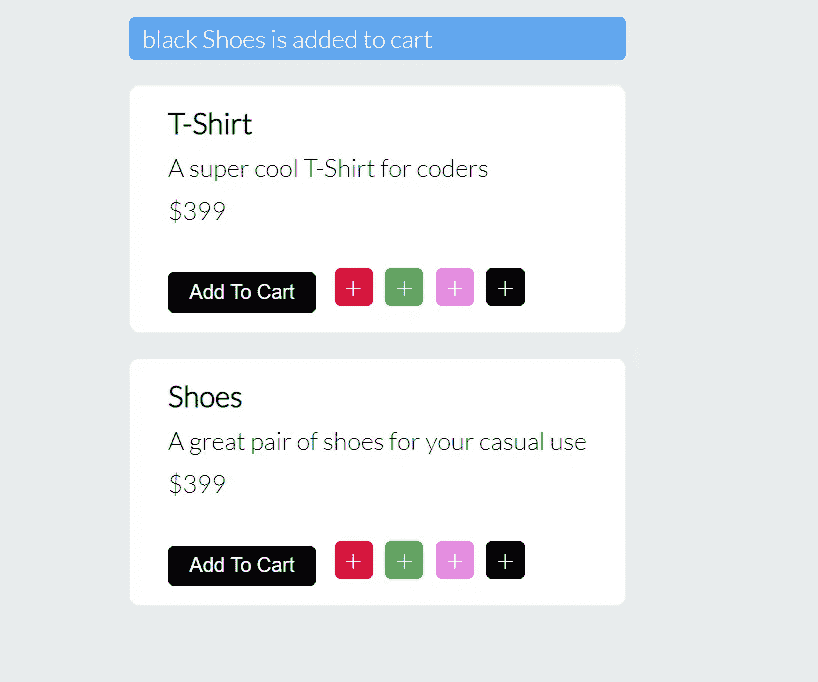 black Shoes is added to cart
T-Shirt
A super cool T-Shirt for coders
$399
Add To Cart + + + +
Shoes
A great pair of shoes for your casual use
$399
Add To Cart + + + +